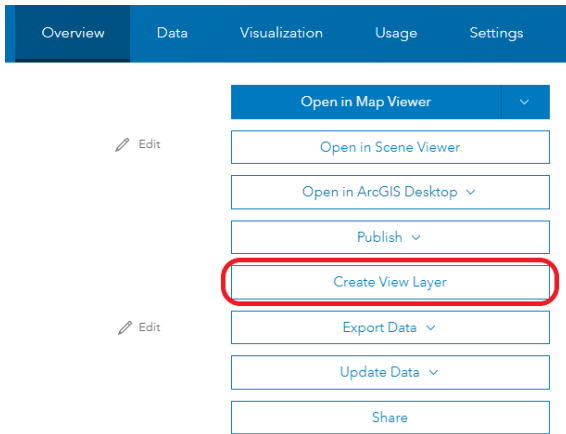 Overview Data Visualization Usage Settings
Open in Map Viewer
Edit Open in Scene Viewer
Open in ArcGIS Desktop
Publish
Create View Layer
Edit Export Data
Update Data
Share